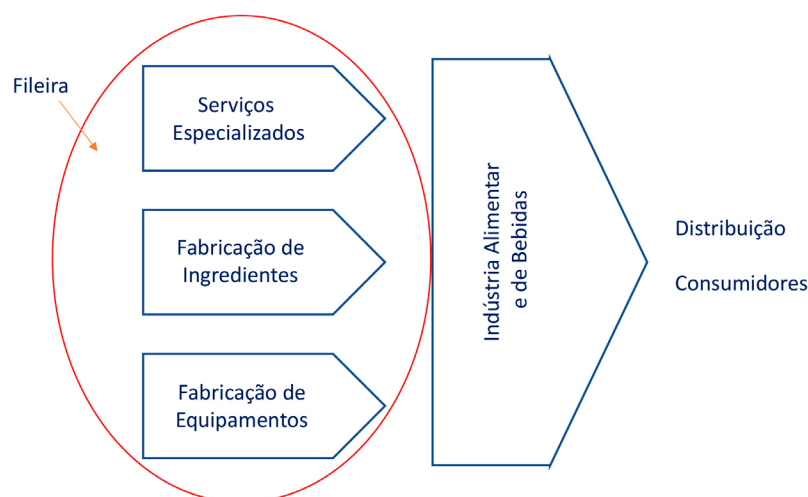 Fileira
Serviços
Especializados
Fabricação de
Ingredientes
Fabricação de
Equipamentos
Indústria Alimentar
e de Bebidas
Distribuição
Consumidores